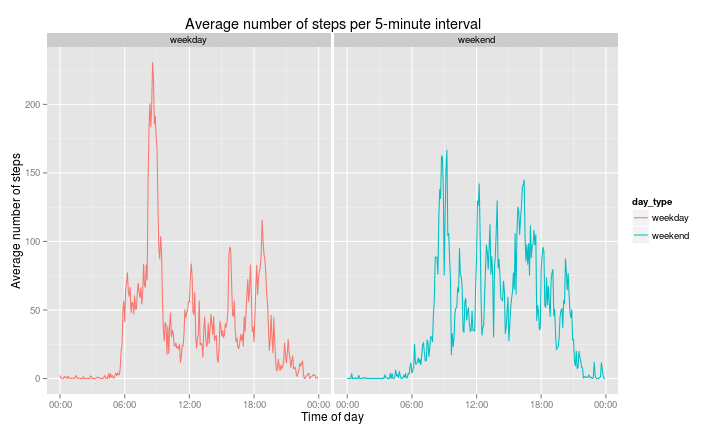 Average number of steps per 5-minute interval
weekday
weekend
Average number of steps
200
150
100
50
0
00:00 06:00 12:00 18:00 00:00
00:00 06:00 12:00 18:00 00:00
Time of day
day_type
weekday
weekend